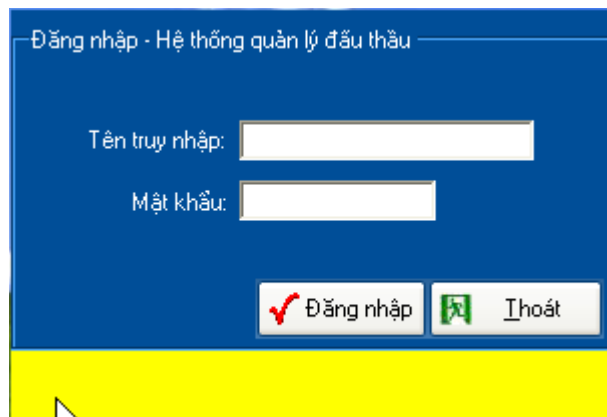 Đăng nhập - Hệ thống quản lý đấu thầu
Tên truy nhập:
Mật khẩu:
Đăng nhập Thoát